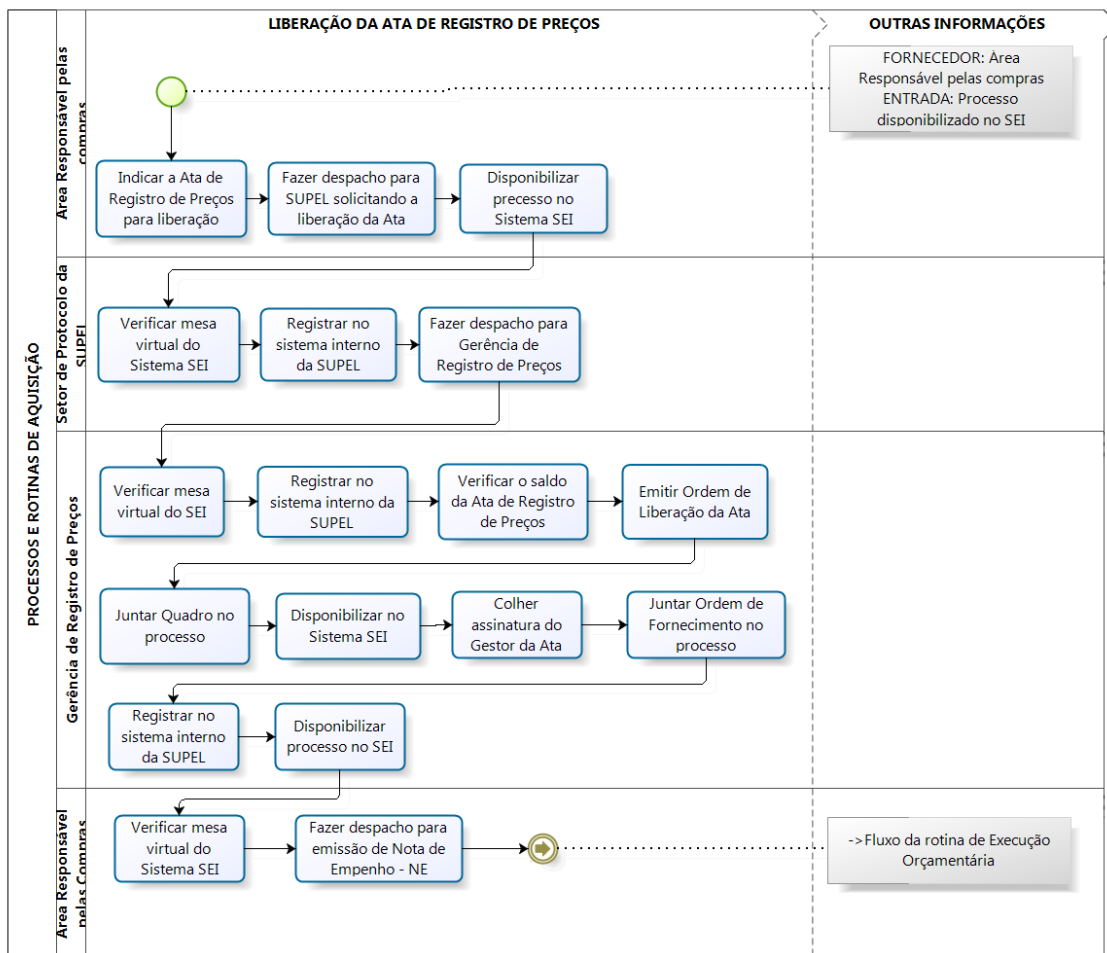 LIBERAÇÃO DA ATA DE REGISTRO DE PREÇOS
OUTRAS INFORMAÇÕES
PROCESSOS E ROTINAS DE AQUISIÇÃO
Área Responsável pelas
compras
FORNECEDOR: Área
Responsável pelas compras
ENTRADA: Processo
disponibilizado no SEI
Indicar a Ata de
Registro de Preços
para liberação
Fazer despacho para
SUPEL solicitando a
liberação da Ata
Disponibilizar
precesso no
Sistema SEI
Setor de Protocolo da
SUPEL
Verificar mesa
virtual do
Sistema SEI
Registrar no
sistema interno
da SUPEL
Fazer despacho para
Gerência de
Registro de Preços
Gerência de Registro de Preços
Verificar mesa
virtual do SEI
Registrar no
sistema interno da
SUPEL
Verificar o saldo
da Ata de Registro
de Preços
Emitir Ordem de
Liberação da Ata
Juntar Quadro no
processo
Disponibilizar no
Sistema SEI
Colher
assinatura do
Gestor da Ata
Juntar Ordem de
Fornecimento no
processo
Registrar no
sistema interno
da SUPEL
Disponibilizar
processo no SEI
Área Responsável
pelas Compras
Verificar mesa
virtual do
Sistema SEI
Fazer despacho para
emissão de Nota de
Empenho - NE
->Fluxo da rotina de Execução
Orçamentária